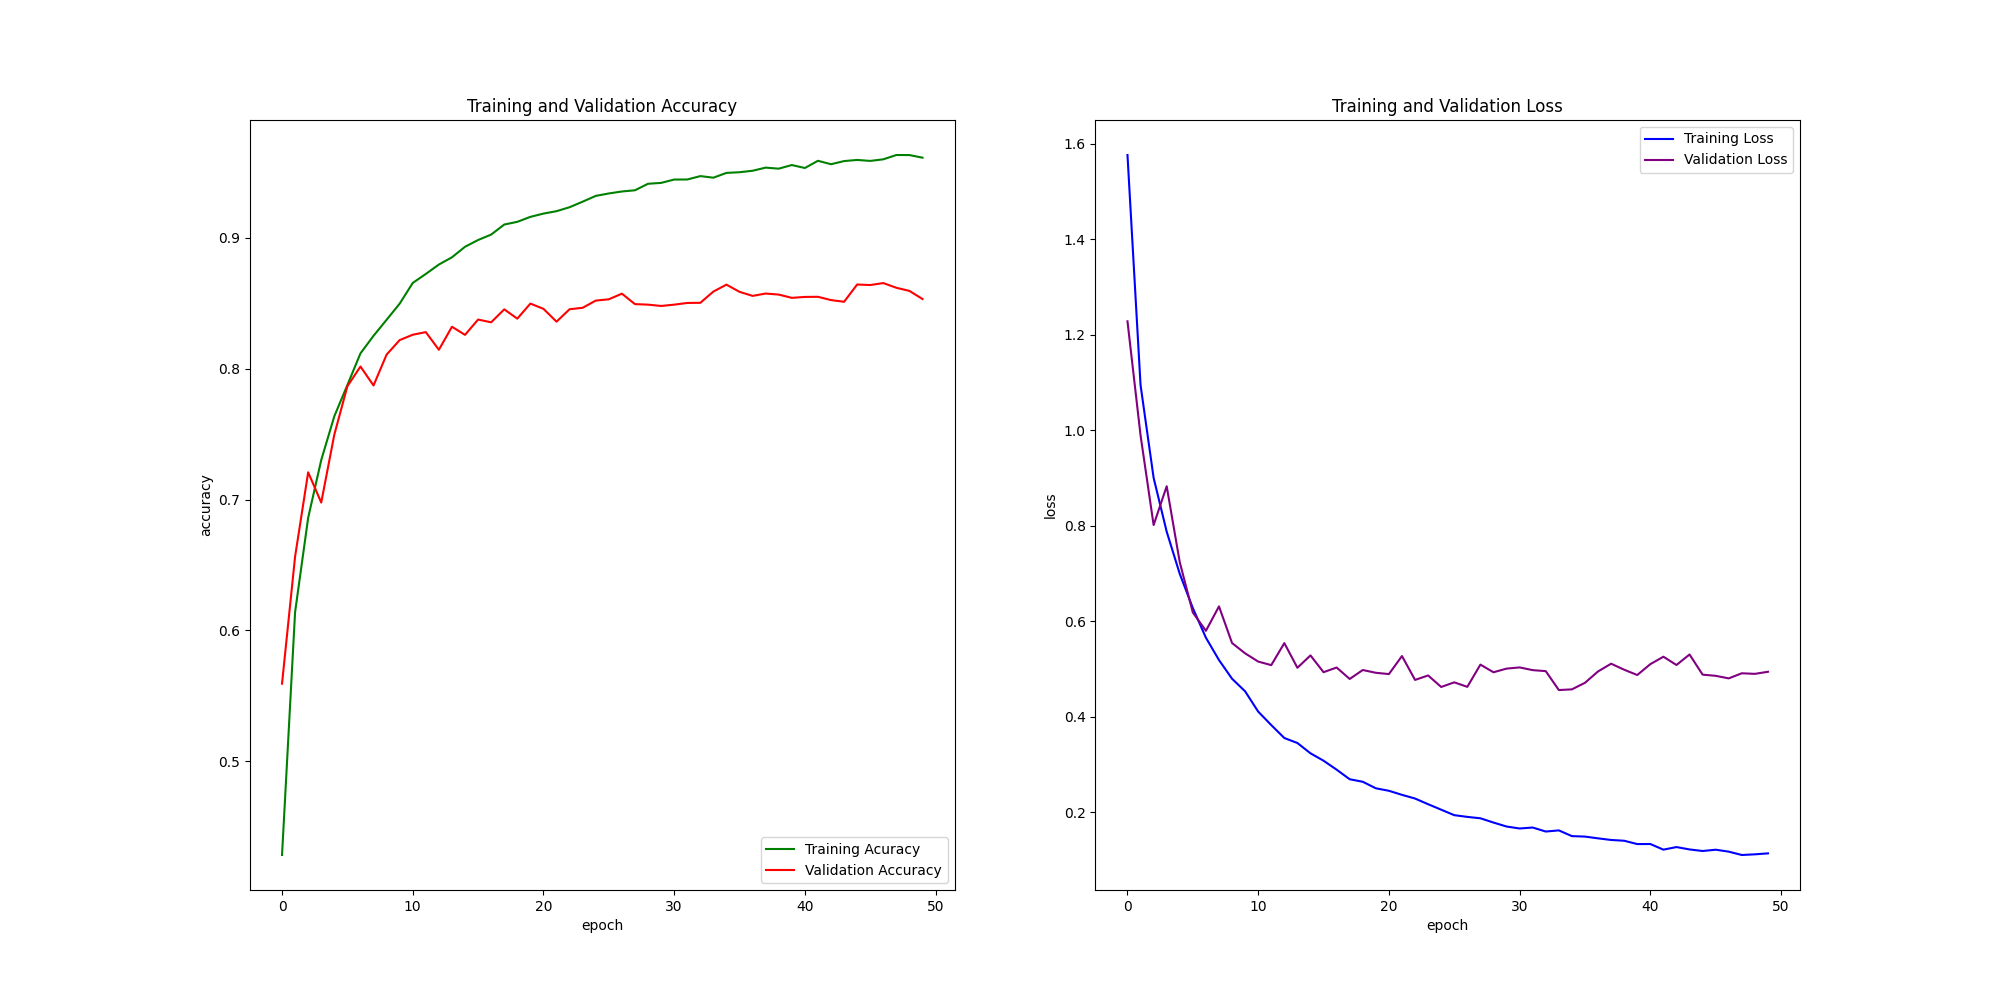 Training and Validation Accuracy
accuracy
0.9
0.8
0.7
0.6
0.5
Training Acuracy
Validation Accuracy
0 10 20 30 40 50
epoch
Training and Validation Loss
loss
1.6
1.4
1.2
1.0
0.8
0.6
0.4
0.2
Training Loss
Validation Loss
0 10 20 30 40 50
epoch